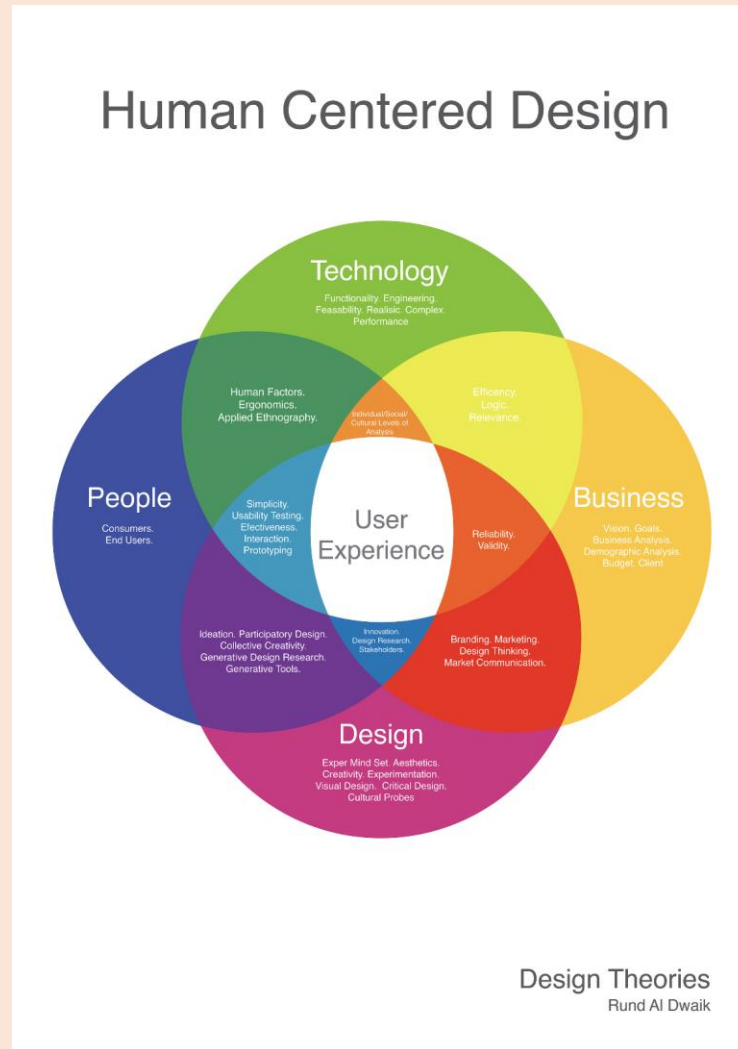 Human Centered Design
Technology
Functionality. Engineering.
Feasability. Realisic. Complex.
Performance
Human Factors.
Ergonomics.
Applied Ethnography.
Individual/Social/
Cultural Levels of
Analysis
Efficency.
Logic.
Relevance.
People
Consumers.
End Users.
Simplicity.
Usability Testing.
Efectiveness.
Interaction.
Prototyping
User
Experience
Reliability.
Validity.
Business
Vision. Goals.
Business Analysis.
Demographic Analysis.
Budget. Client
Ideation. Participatory Design.
Collective Creativity.
Generative Design Research.
Generative Tools.
Innovation.
Design Research.
Stakeholders.
Branding. Marketing.
Design Thinking.
Market Communication.
Design
Exper Mind Set. Aesthetics.
Creativity. Experimentation.
Visual Design. Critical Design.
Cultural Probes
Design Theories
Rund Al Dwaik